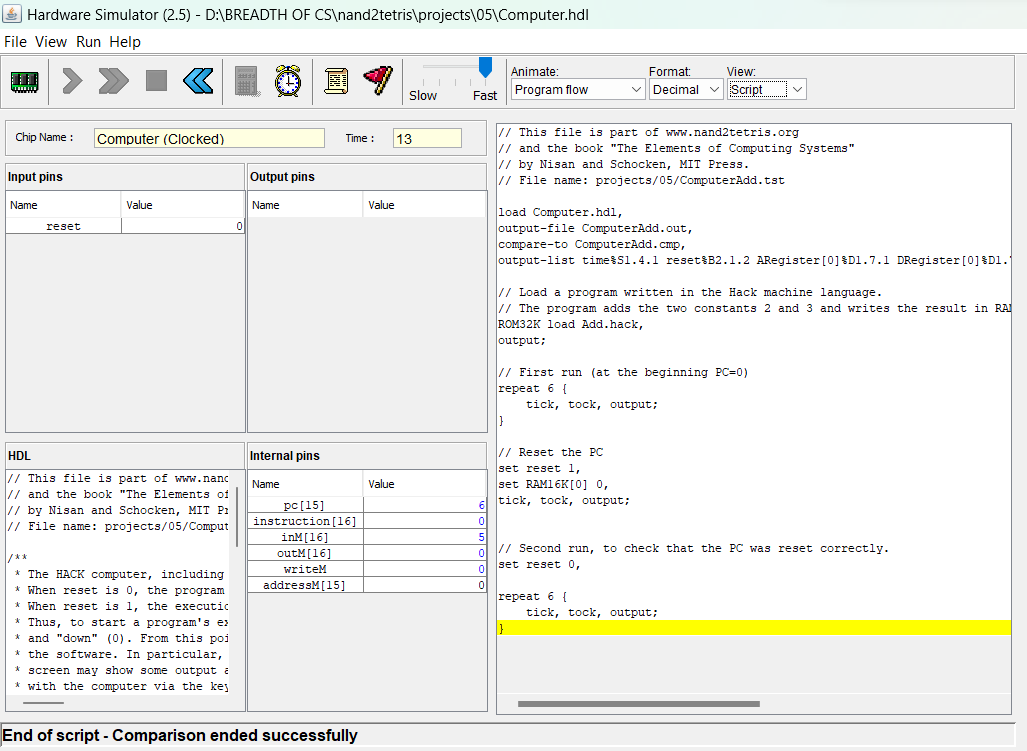 Hardware Simulator (2.5) - D:\BREADTH OF CS\nand2tetris\projects\05\Computer.hdl
File View Run Help
Slow Fast
Animate: Format: View:
Program flow Decimal Script
Chip Name : Computer (Clocked) Time : 13
Input pins
Name Value
reset 0
Output pins
Name Value
HDL
// This file is part of www.nand
// and the book "The Elements of
// by Nisan and Schocken, MIT Pr
// File name: projects/05/Comput
/**
* The HACK computer, including
* When reset is 0, the program
* When reset is 1, the executio
* Thus, to start a program's ex
* and "down" (0). From this poi
* the software. In particular,
* screen may show some output a
* with the computer via the key
Internal pins
Name Value
pc[15] 6
instruction[16] 0
inM[16] 5
outM[16] 0
writeM 0
addressM[15] 0
// This file is part of www.nand2tetris.org
// and the book "The Elements of Computing Systems"
// by Nisan and Schocken, MIT Press.
// File name: projects/05/ComputerAdd.tst
load Computer.hdl,
output-file ComputerAdd.out,
compare-to ComputerAdd.cmp,
output-list time%S1.4.1 reset%B2.1.2 ARegister[0]%D1.7.1 DRegister[0]%D1.7
// Load a program written in the Hack machine language.
// The program adds the two constants 2 and 3 and writes the result in RAM
ROM32K load Add.hack,
output;
// First run (at the beginning PC=0)
repeat 6 {
tick, tock, output;
}
// Reset the PC
set reset 1,
set RAM16K[0] 0,
tick, tock, output;
// Second run, to check that the PC was reset correctly.
set reset 0,
repeat 6 {
tick, tock, output;
}
End of script - Comparison ended successfully